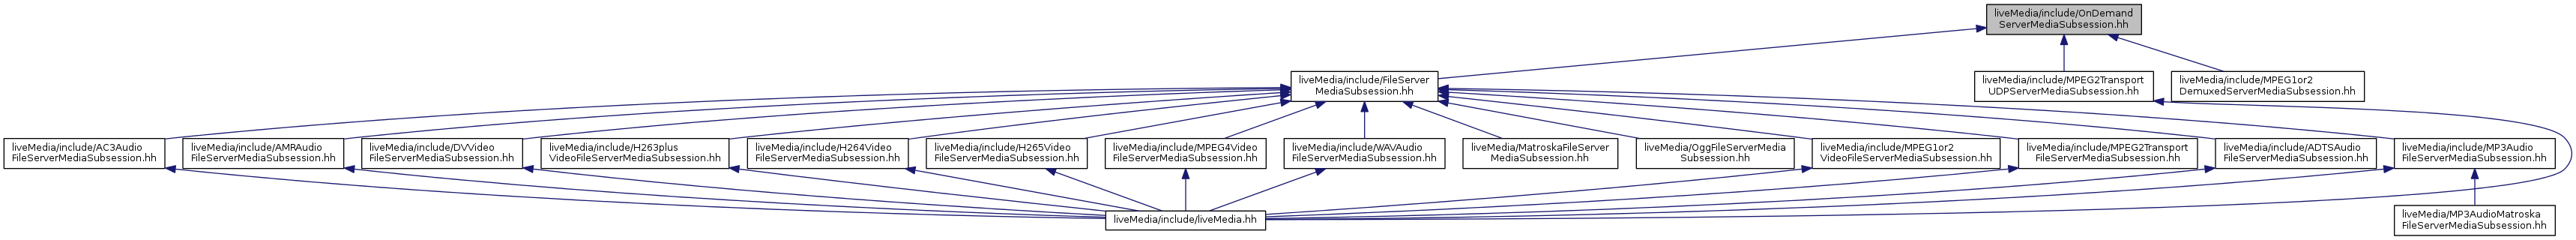 liveMedia/include/OnDemand
ServerMediaSubsession.hh
liveMedia/include/FileServer
MediaSubsession.hh
liveMedia/include/MPEG2Transport
UDPServerMediaSubsession.hh
liveMedia/include/MPEG1or2
DemuxedServerMediaSubsession.hh
liveMedia/include/AC3Audio
FileServerMediaSubsession.hh
liveMedia/include/AMRAudio
FileServerMediaSubsession.hh
liveMedia/include/DVVideo
FileServerMediaSubsession.hh
liveMedia/include/H263plus
VideoFileServerMediaSubsession.hh
liveMedia/include/H264Video
FileServerMediaSubsession.hh
liveMedia/include/H265Video
FileServerMediaSubsession.hh
liveMedia/include/MPEG4Video
FileServerMediaSubsession.hh
liveMedia/include/WAVAudio
FileServerMediaSubsession.hh
liveMedia/MatroskaFileServer
MediaSubsession.hh
liveMedia/OggFileServerMedia
Subsession.hh
liveMedia/include/MPEG1or2
VideoFileServerMediaSubsession.hh
liveMedia/include/MPEG2Transport
FileServerMediaSubsession.hh
liveMedia/include/ADTSAudio
FileServerMediaSubsession.hh
liveMedia/include/MP3Audio
FileServerMediaSubsession.hh
liveMedia/include/liveMedia.hh
liveMedia/MP3AudioMatroska
FileServerMediaSubsession.hh